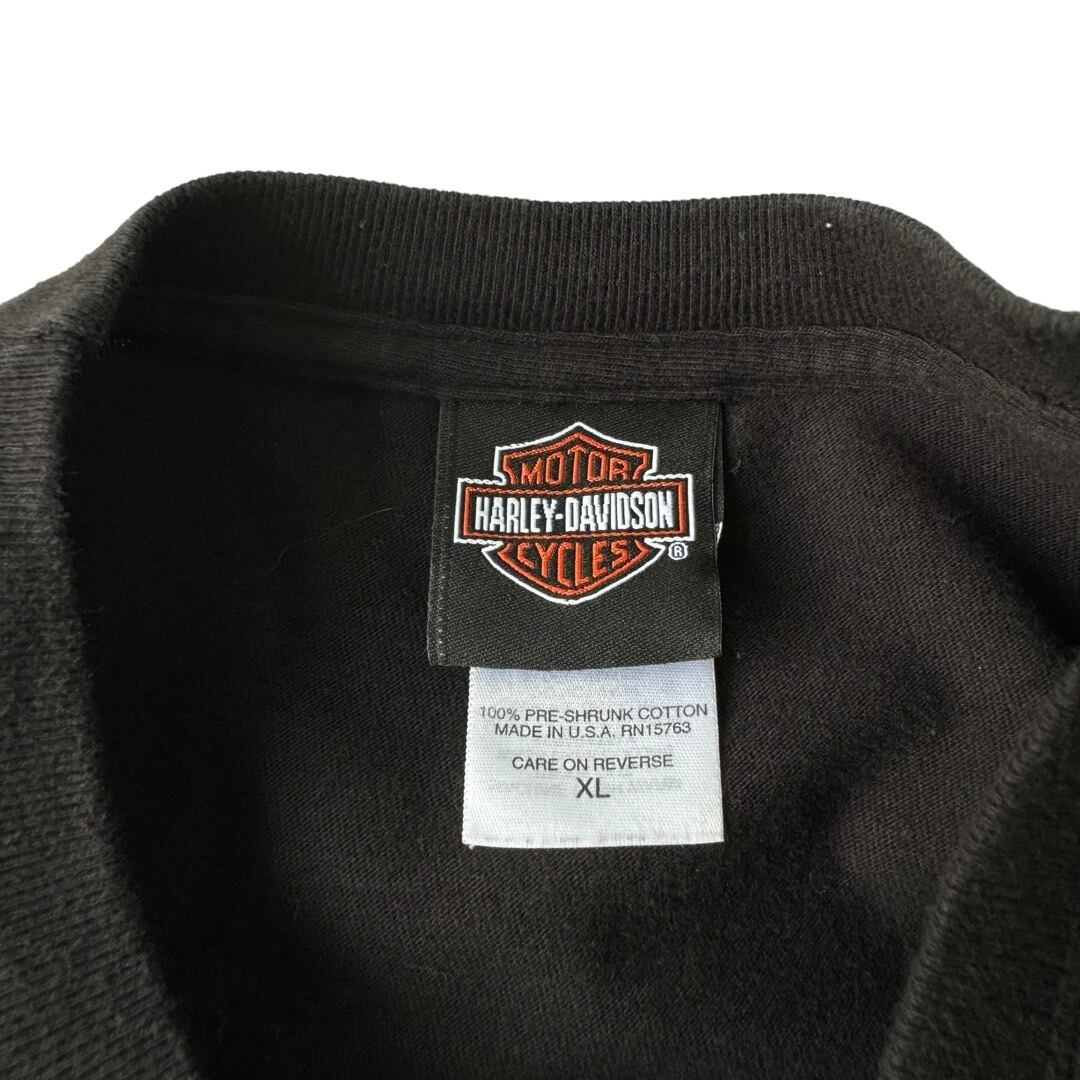 MOTOR
HARLEY-DAVIDSON
CYCLES
®
100% PRE-SHRUNK COTTON
MADE IN U.S.A. RN15763
CARE ON REVERSE
XL